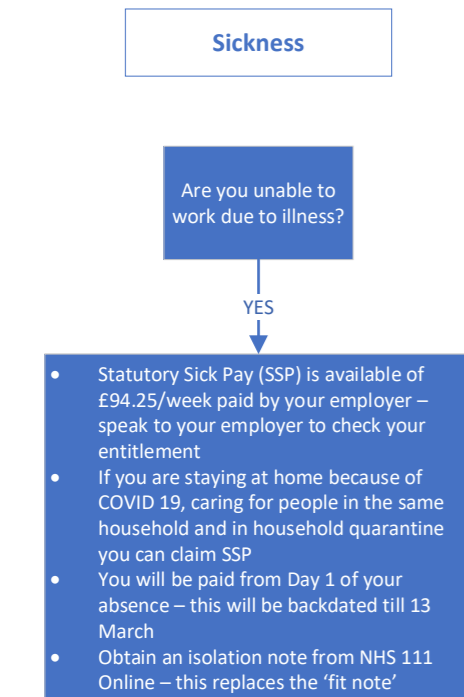 Sickness
Are you unable to
work due to illness?
YES
• Statutory Sick Pay (SSP) is available of
£94.25/week paid by your employer –
speak to your employer to check your
entitlement
• If you are staying at home because of
COVID 19, caring for people in the same
household and in household quarantine
you can claim SSP
• You will be paid from Day 1 of your
absence – this will be backdated till 13
March
• Obtain an isolation note from NHS 111
Online – this replaces the ‘fit note’